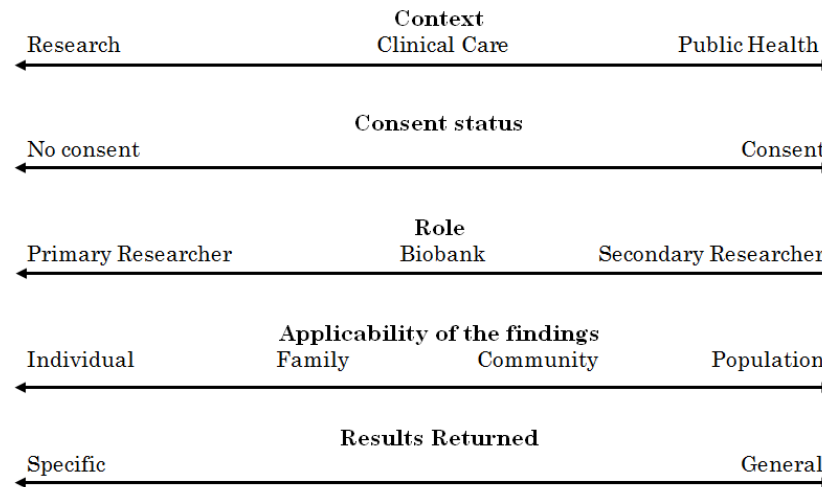 Context
Research Clinical Care Public Health
Consent status
No consent Consent
Role
Primary Researcher Biobank Secondary Researcher
Applicability of the findings
Individual Family Community Population
Results Returned
Specific General